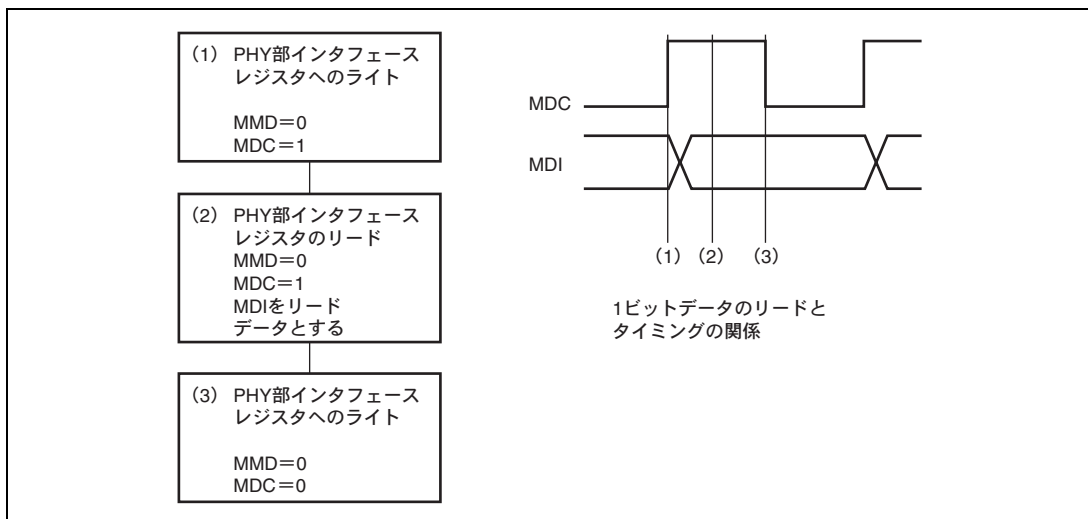 (1) PHY部インタフェース
レジスタへのライト
MMD=0
MDC=1
(2) PHY部インタフェース
レジスタのリード
MMD=0
MDC=1
MDIをリード
データとする
(3) PHY部インタフェース
レジスタへのライト
MMD=0
MDC=0
MDC
MDI
(1) (2) (3)
1ビットデータのリードと
タイミングの関係